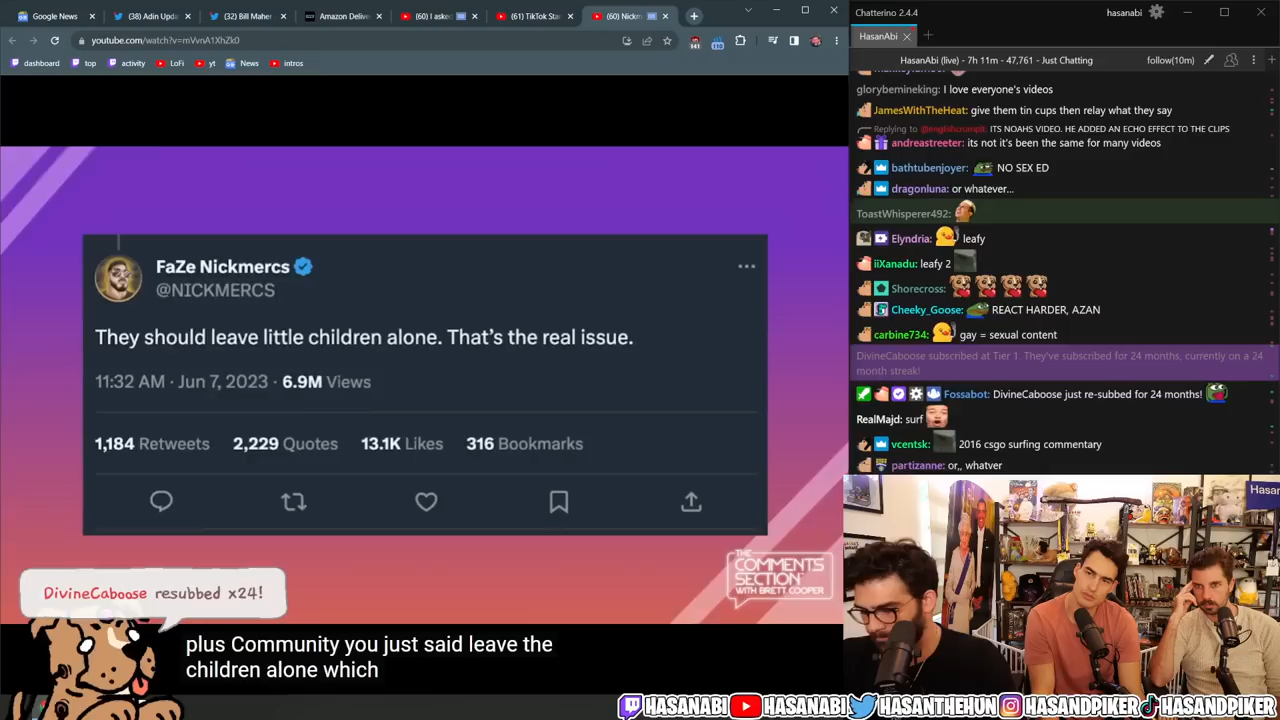 Google News
(38) Adin Upda
(32) Bill Maher
Amazon Deliver
(60) I asked
(61) TikTok Sta
(60) Nickm
youtube.com/watch?v=mVvnA1XhZk0
141
dashboard
top
activity
LoFi
yt
News
intros
FaZe Nickmercs
@NICKMERCS
They should leave little children alone. That's the real issue.
11:32 AM · Jun 7, 2023 · 6.9M Views
1,184 Retweets 2,229 Quotes 13.1K Likes 316 Bookmarks
THE
COMMENTS
SECTION
WITH BRETT COOPER
DivineCaboose resubbed x24!
plus Community you just said leave the
children alone which
Chatterino 2.4.4
hasanabi
HasanAbi
HasanAbi (live) - 7h 11m - 47,761 - Just Chatting
follow(10m)
glorybemineking: I love everyone's videos
JamesWithTheHeat: give them tin cups then relay what they say
Replying to @englishcrumpit: ITS NOAHS VIDEO. HE ADDED AN ECHO EFFECT TO THE CLIPS
andreastreeter: its not it's been the same for many videos
bathtubenjoyer: NO SEX ED
dragonluna: or whatever...
ToastWhisperer492:
Elyndria: leafy
iiXanadu: leafy 2
Shorecross:
Cheeky_Goose: REACT HARDER, AZAN
carbine734: gay = sexual content
DivineCaboose subscribed at Tier 1. They've subscribed for 24 months, currently on a 24
month streak!
Fossabot: DivineCaboose just re-subbed for 24 months!
RealMajd: surf
vcentsk: 2016 csgo surfing commentary
partizanne: or,, whatver
Hasan
HASANABI HASANABI HASANTHEHUN HASANDPIKER HASANDPIKER